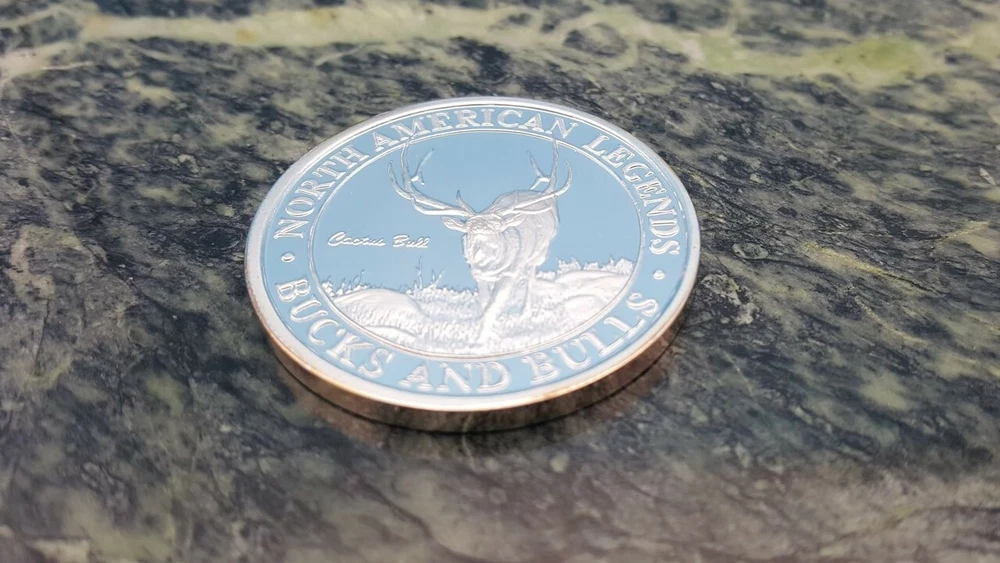 NORTH AMERICAN LEGENDS
Cactus Bull
BUCKS AND BULLS